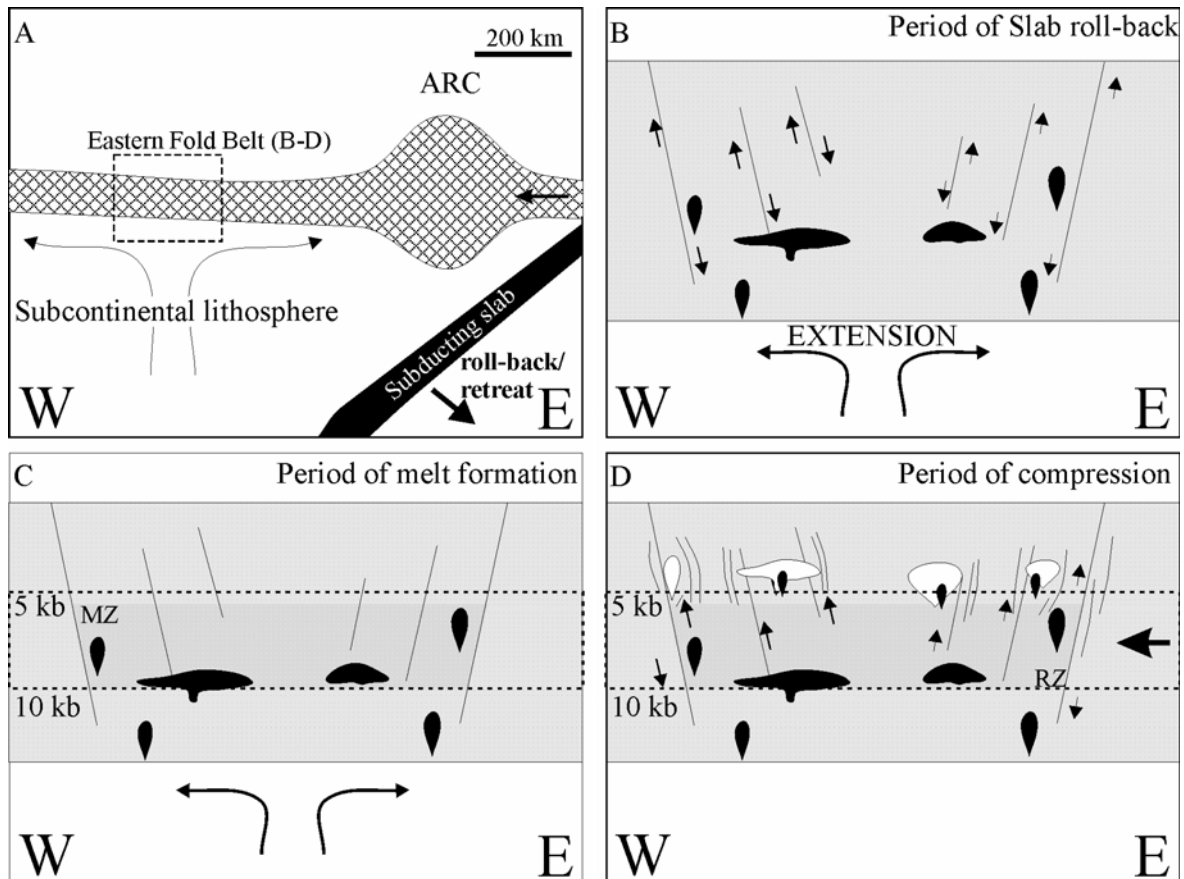 A
200 km
ARC
Eastern Fold Belt (B-D)
Subcontinental lithosphere
Subducting slab
roll-back/
retreat
W
E
B
Period of Slab roll-back
EXTENSION
W
E
C
Period of melt formation
5 kb
MZ
10 kb
W
E
D
Period of compression
5 kb
RZ
10 kb
W
E